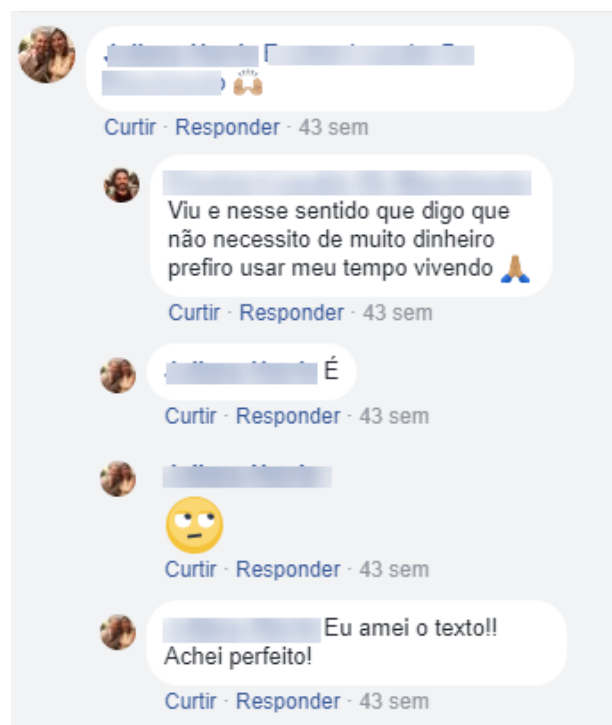 Curtir · Responder · 43 sem
Viu e nesse sentido que digo que
não necessito de muito dinheiro
prefiro usar meu tempo vivendo 🙏🏽
Curtir · Responder · 43 sem
É
Curtir · Responder · 43 sem
Curtir · Responder · 43 sem
Eu amei o texto!!
Achei perfeito!
Curtir · Responder · 43 sem